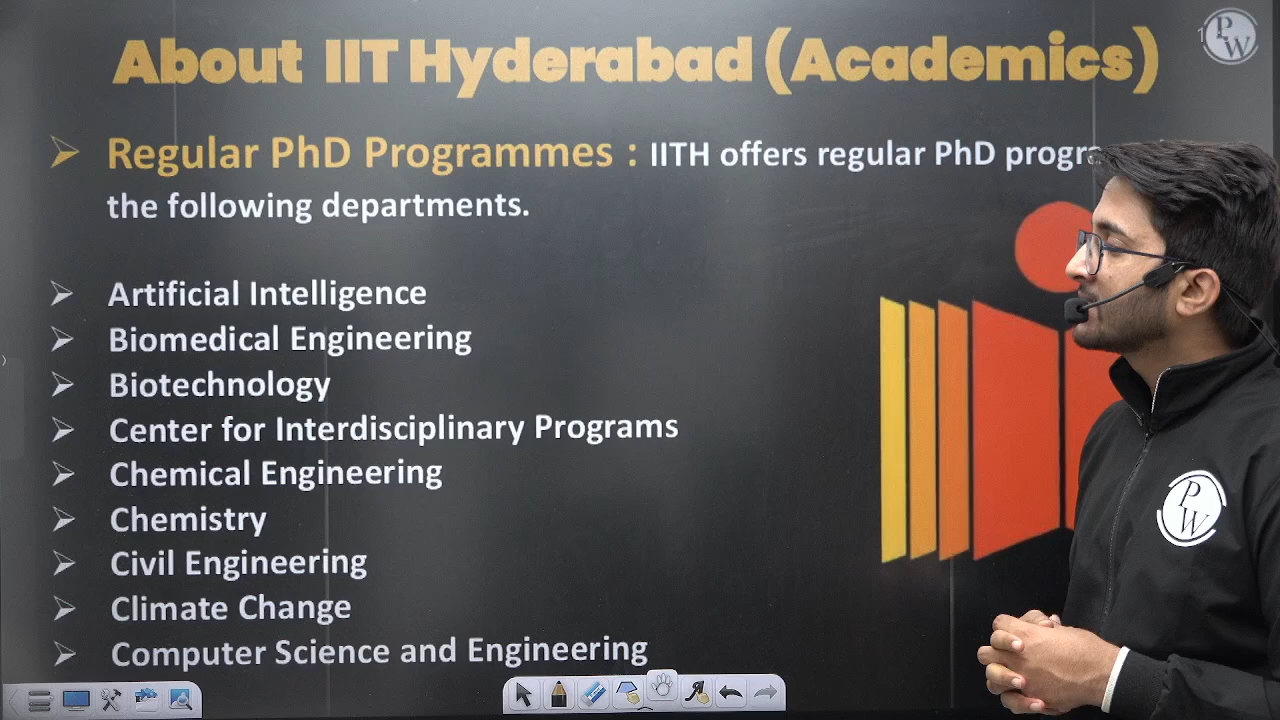 About IIT Hyderabad (Academics)
PW
Regular PhD Programmes : IITH offers regular PhD
the following departments.
Artificial Intelligence
Biomedical Engineering
Biotechnology
Center for Interdisciplinary Programs
Chemical Engineering
Chemistry
Civil Engineering
Climate Change
Computer Science and Engineering
PW